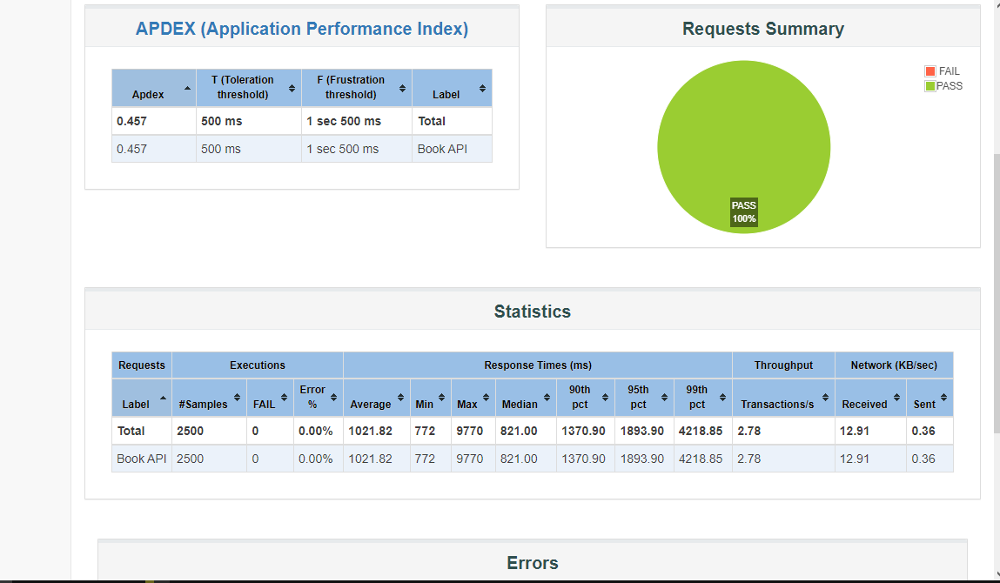 APDEX (Application Performance Index)
Apdex T (Toleration threshold) F (Frustration threshold) Label
0.457 500 ms 1 sec 500 ms Total
0.457 500 ms 1 sec 500 ms Book API
Requests Summary
FAIL
PASS
PASS
100%
Statistics
Requests Executions Response Times (ms) Throughput Network (KB/sec)
Label #Samples FAIL Error % Average Min Max Median 90th pct 95th pct 99th pct Transactions/s Received Sent
Total 2500 0 0.00% 1021.82 772 9770 821.00 1370.90 1893.90 4218.85 2.78 12.91 0.36
Book API 2500 0 0.00% 1021.82 772 9770 821.00 1370.90 1893.90 4218.85 2.78 12.91 0.36
Errors